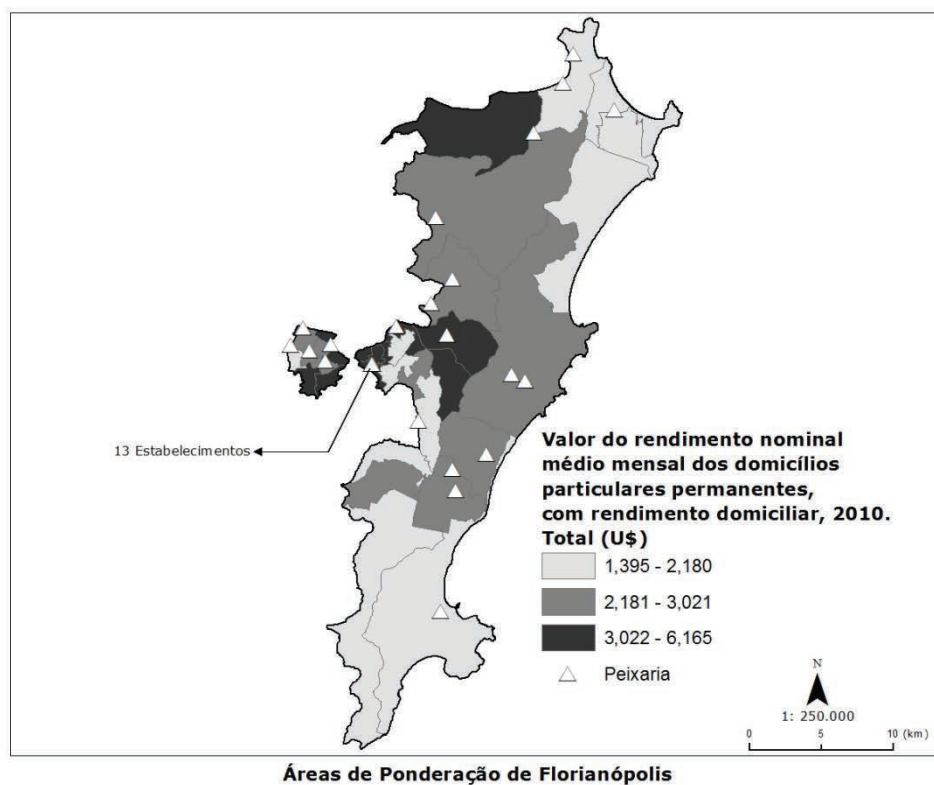 13 Estabelecimentos
Valor do rendimento nominal
médio mensal dos domicílios
particulares permanentes,
com rendimento domiciliar, 2010.
Total (U$)
1,395 - 2,180
2,181 - 3,021
3,022 - 6,165
Peixaria
N
1: 250.000
0 5 10 (km)
Áreas de Ponderação de Florianópolis